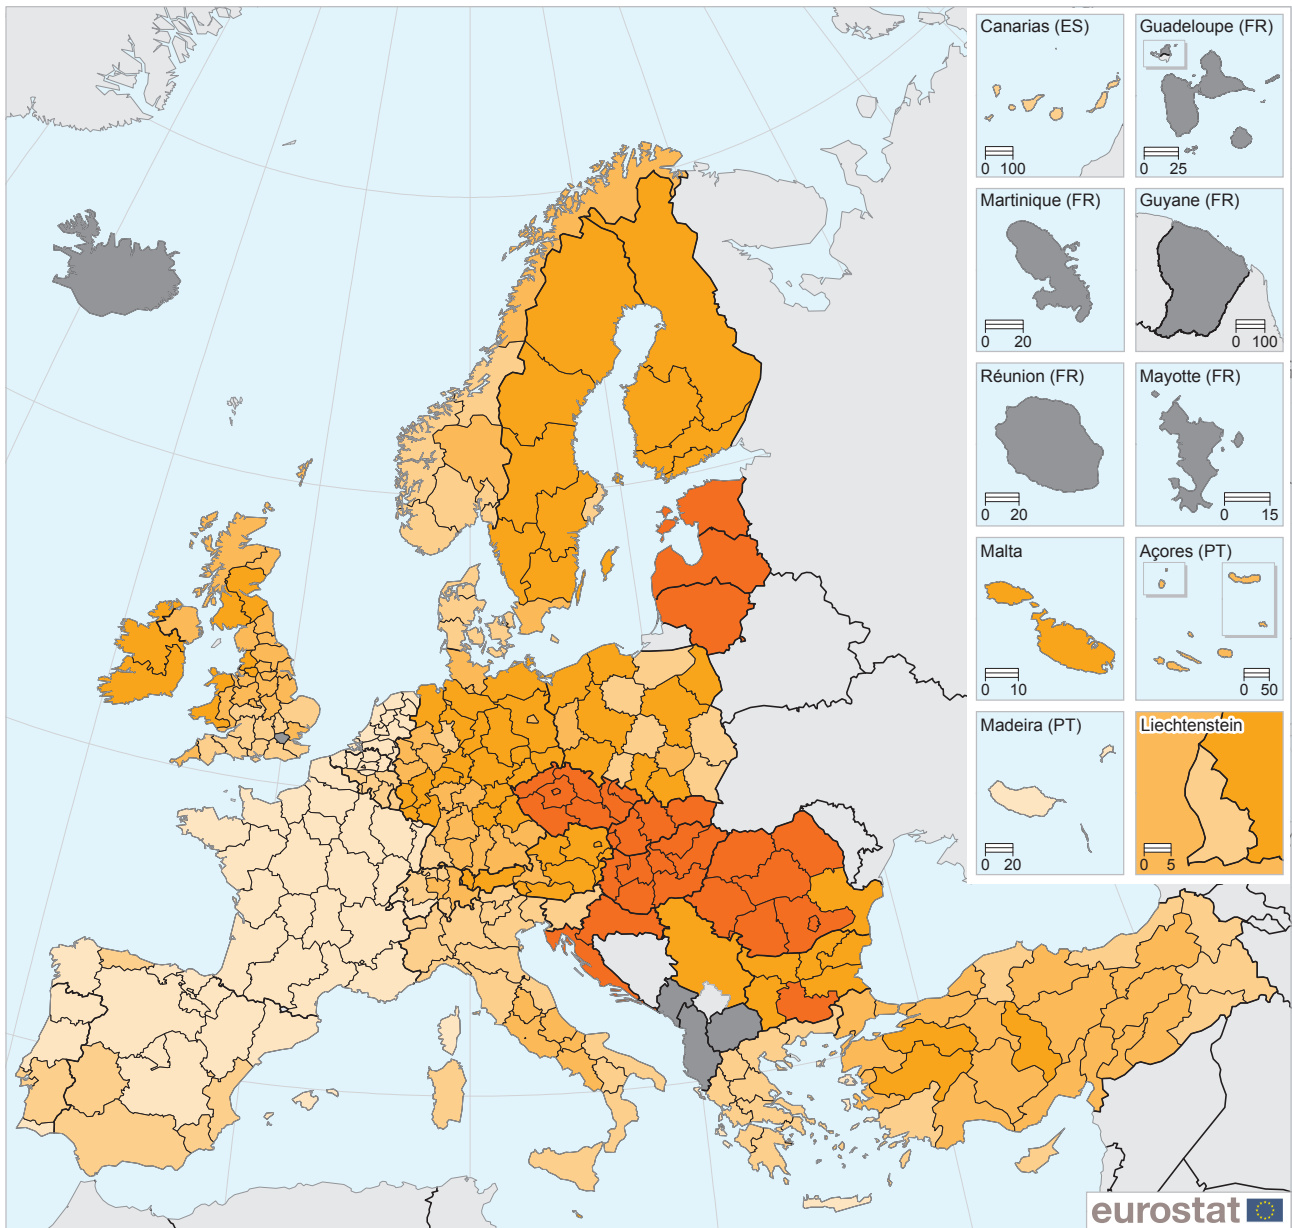 Canarias (ES)
0 100
Guadeloupe (FR)
0 25
Martinique (FR)
0 20
Guyane (FR)
0 100
Réunion (FR)
0 20
Mayotte (FR)
0 15
Malta
0 10
Açores (PT)
0 50
Madeira (PT)
0 20
Liechtenstein
0 5
eurostat